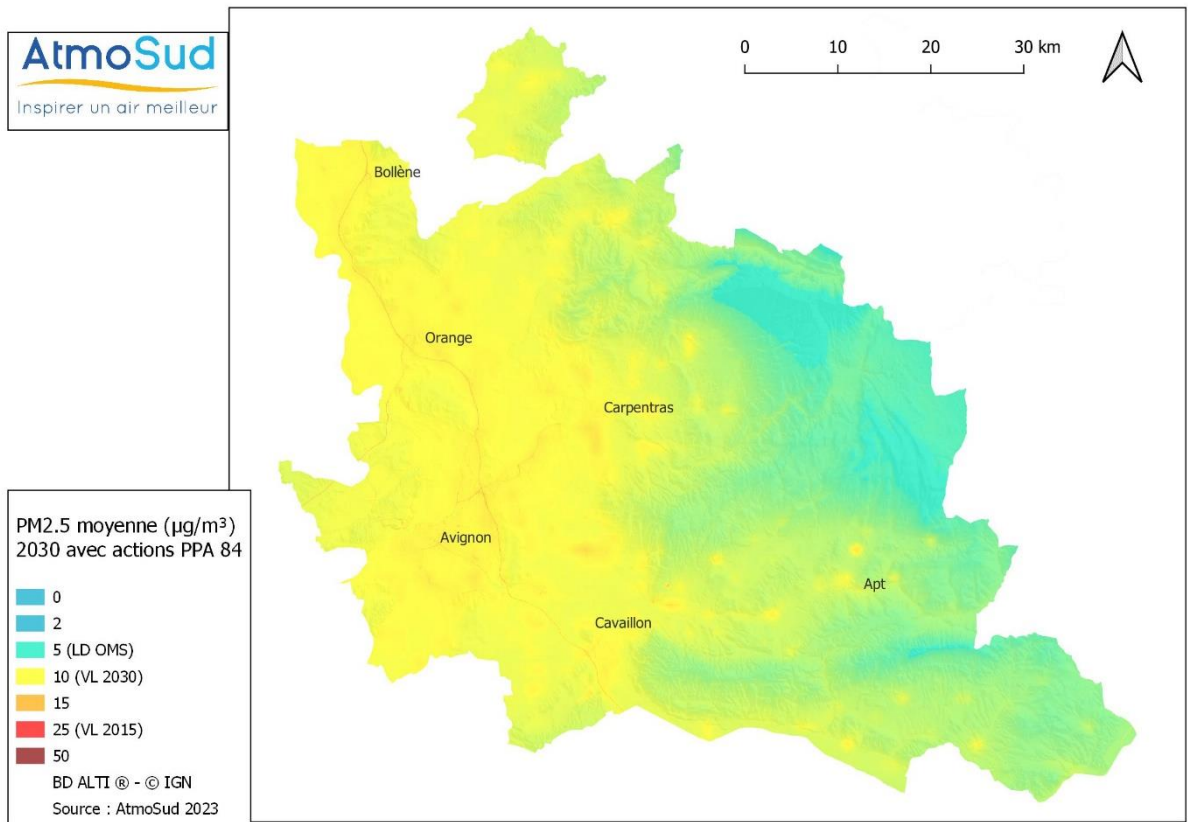 AtmoSud
Inspirer un air meilleur
0 10 20 30 km
Bollène
Orange
Carpentras
Avignon
Apt
Cavaillon
PM2.5 moyenne (µg/m³)
2030 avec actions PPA 84
0
2
5 (LD OMS)
10 (VL 2030)
15
25 (VL 2015)
50
BD ALTI ® - © IGN
Source : AtmoSud 2023